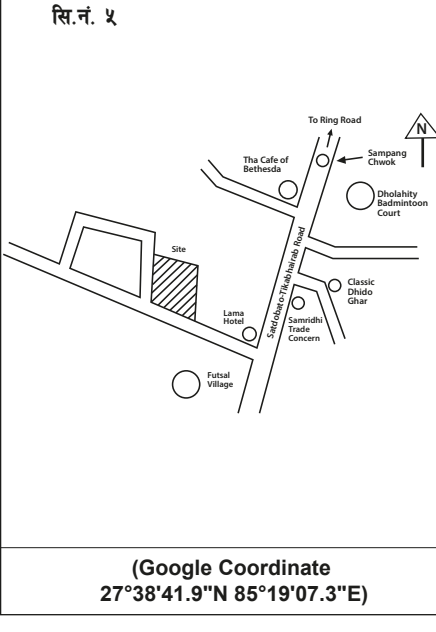 सि.नं. ५
To Ring Road
N
Sampang
Chwok
Tha Cafe of
Bethesda
Dholahity
Badmintoon
Court
Site
Satdobato-Tikabhairab Road
Classic
Dhido
Ghar
Lama
Hotel
Samridhi
Trade
Concern
Futsal
Village
(Google Coordinate
27°38'41.9"N 85°19'07.3"E)